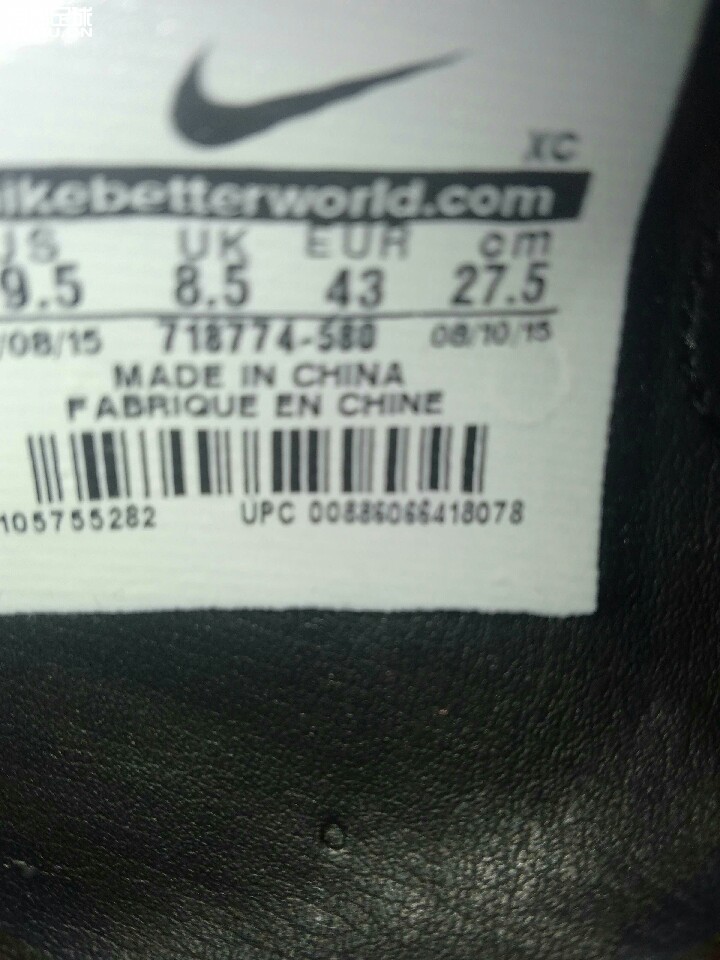 XC
ikebetterworld.com
US UK EUR cm
9.5 8.5 43 27.5
/08/15 718774-580 08/10/15
MADE IN CHINA
FABRIQUE EN CHINE
105755282 UPC 00886066418078